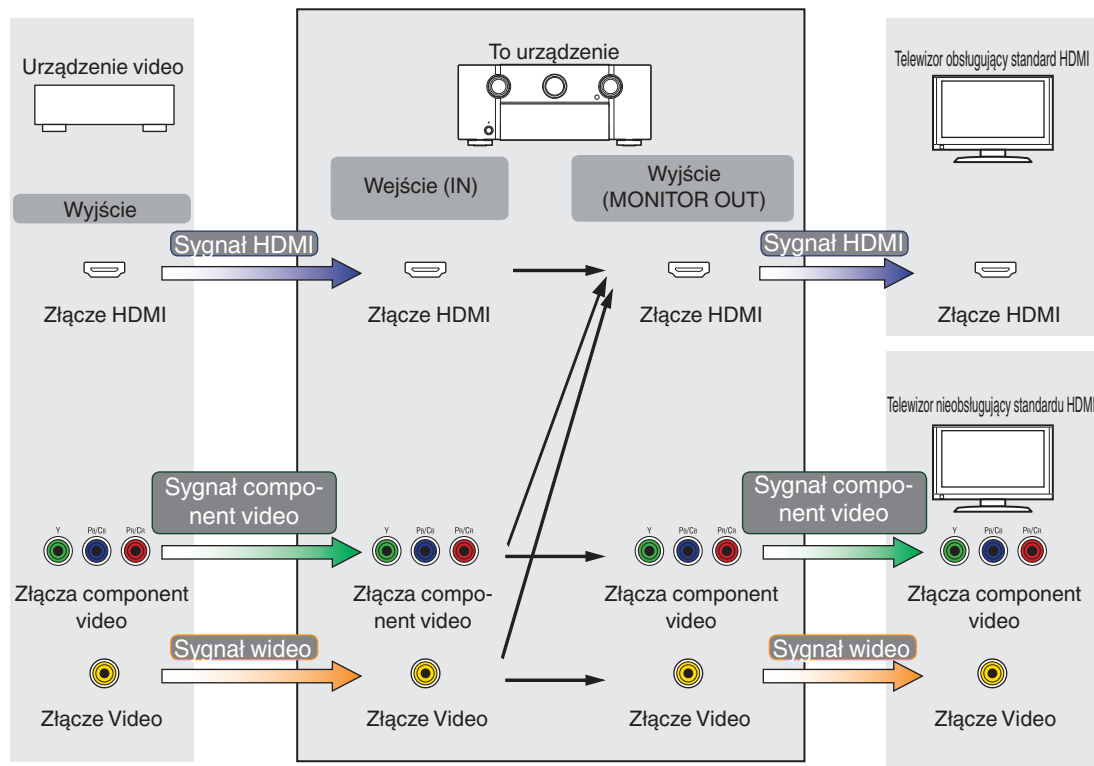 Urządzenie video
To urządzenie
Telewizor obsługujący standard HDMI
Wyjście
Wejście (IN)
Wyjście
(MONITOR OUT)
Sygnał HDMI
Sygnał HDMI
Złącze HDMI
Złącze HDMI
Złącze HDMI
Złącze HDMI
Telewizor nieobsługujący standardu HDMI
Sygnał compo-
nent video
Sygnał compo-
nent video
Y PB/CB PR/CR
Y PB/CB PR/CR
Y PB/CB PR/CR
Y PB/CB PR/CR
Złącza component
video
Złącza compo-
nent video
Złącza component
video
Złącza component
video
Sygnał wideo
Sygnał wideo
Złącze Video
Złącze Video
Złącze Video
Złącze Video